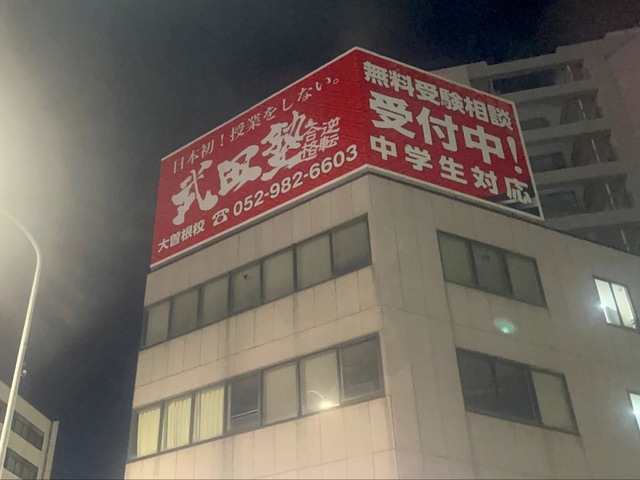 日本初！授業をしない。
武田塾
逆転
合格
大曽根校 ☎052-982-6603
無料受験相談
受付中！
中学生対応